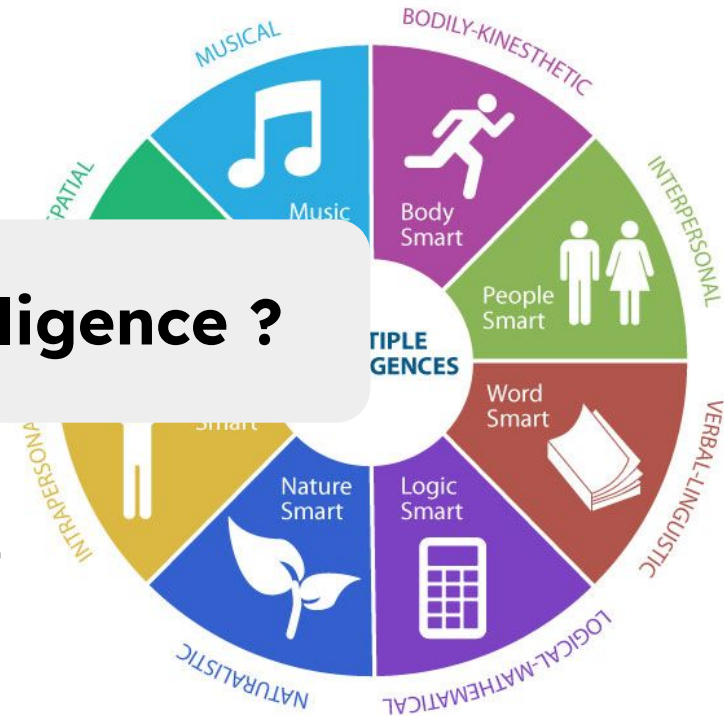 MUSICAL
BODILY-KINESTHETIC
PATIAL
INTERPERSONAL
Music
Body
Smart
ligence ?
People
Smart
TIPLE
GENCES
Word
Smart
Smart
VERBAL-LINGUISTIC
INTRAPERSONA
Nature
Smart
Logic
Smart
NATURALISTIC
LOGICAL-MATHEMATICAL